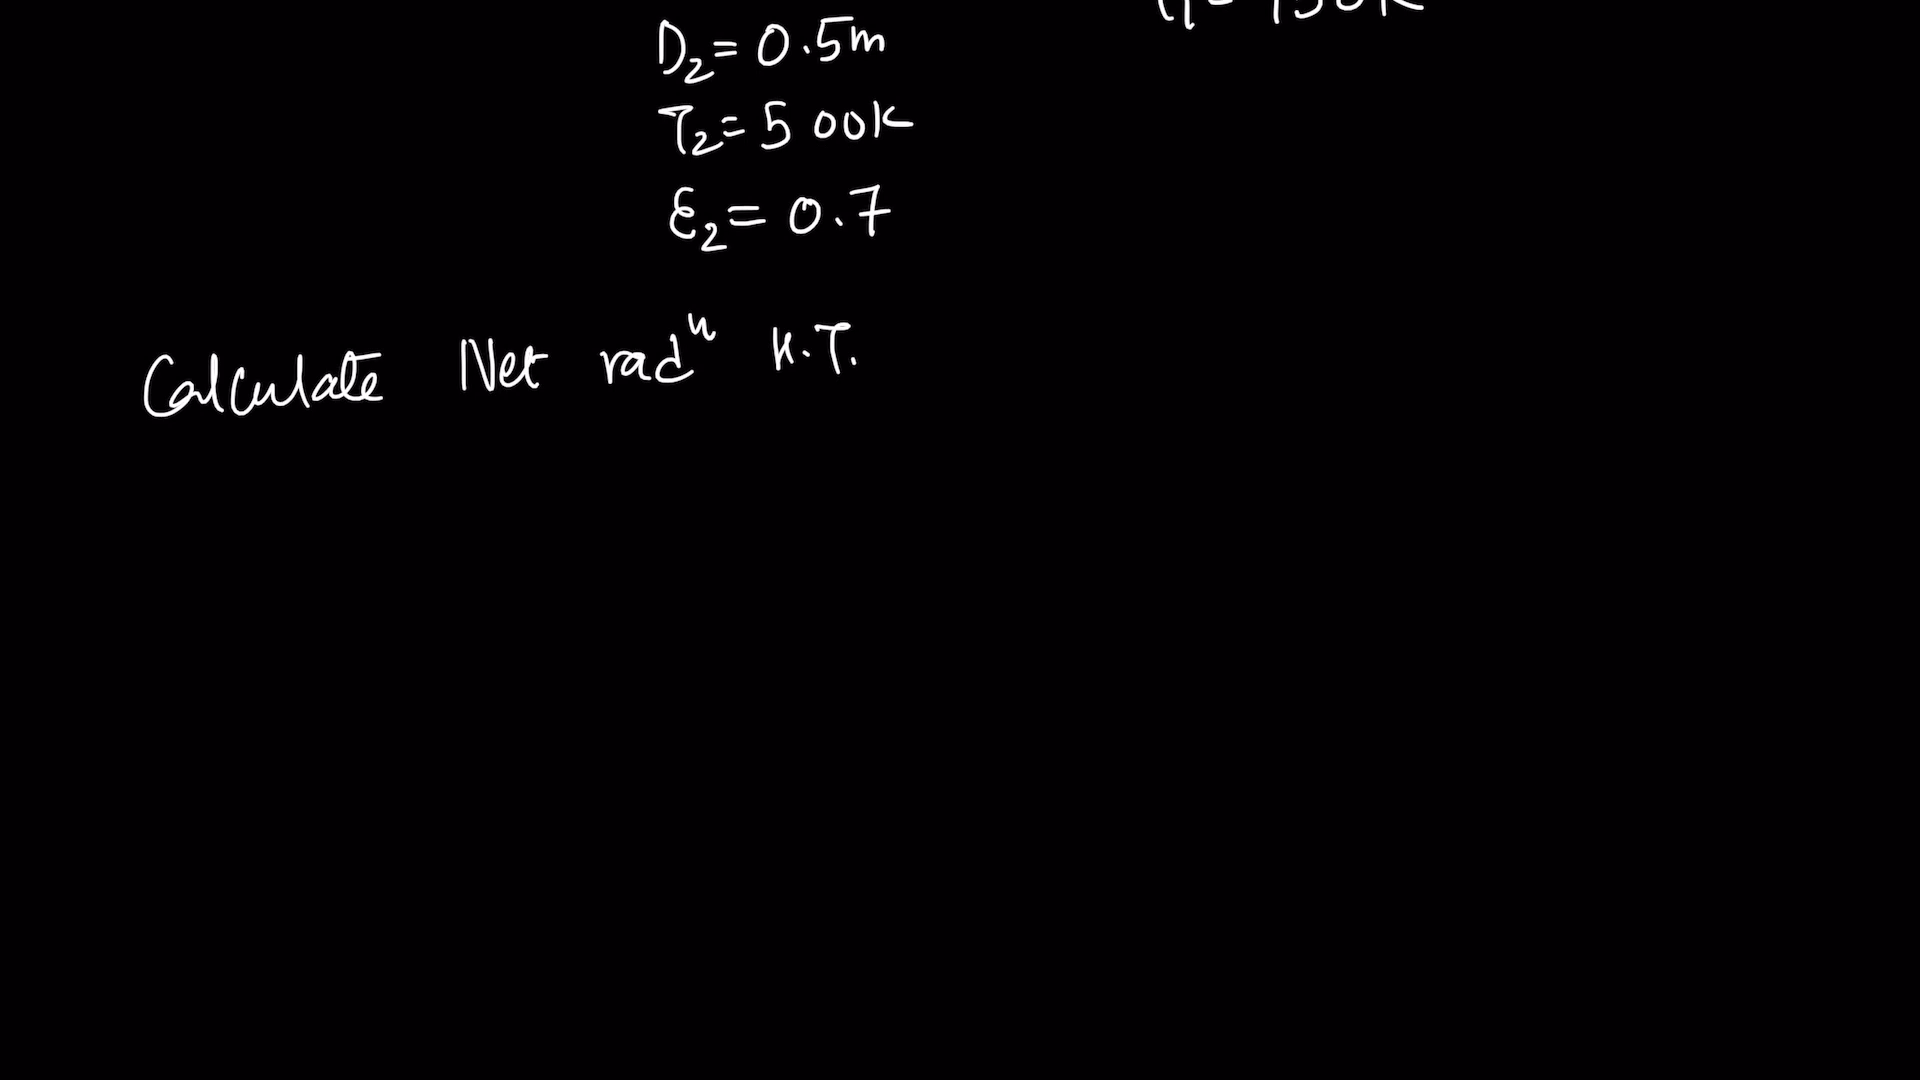 D₂= 0.5m
T₂= 500K
ε₂= 0.7
Calculate Net radⁿ H.T.